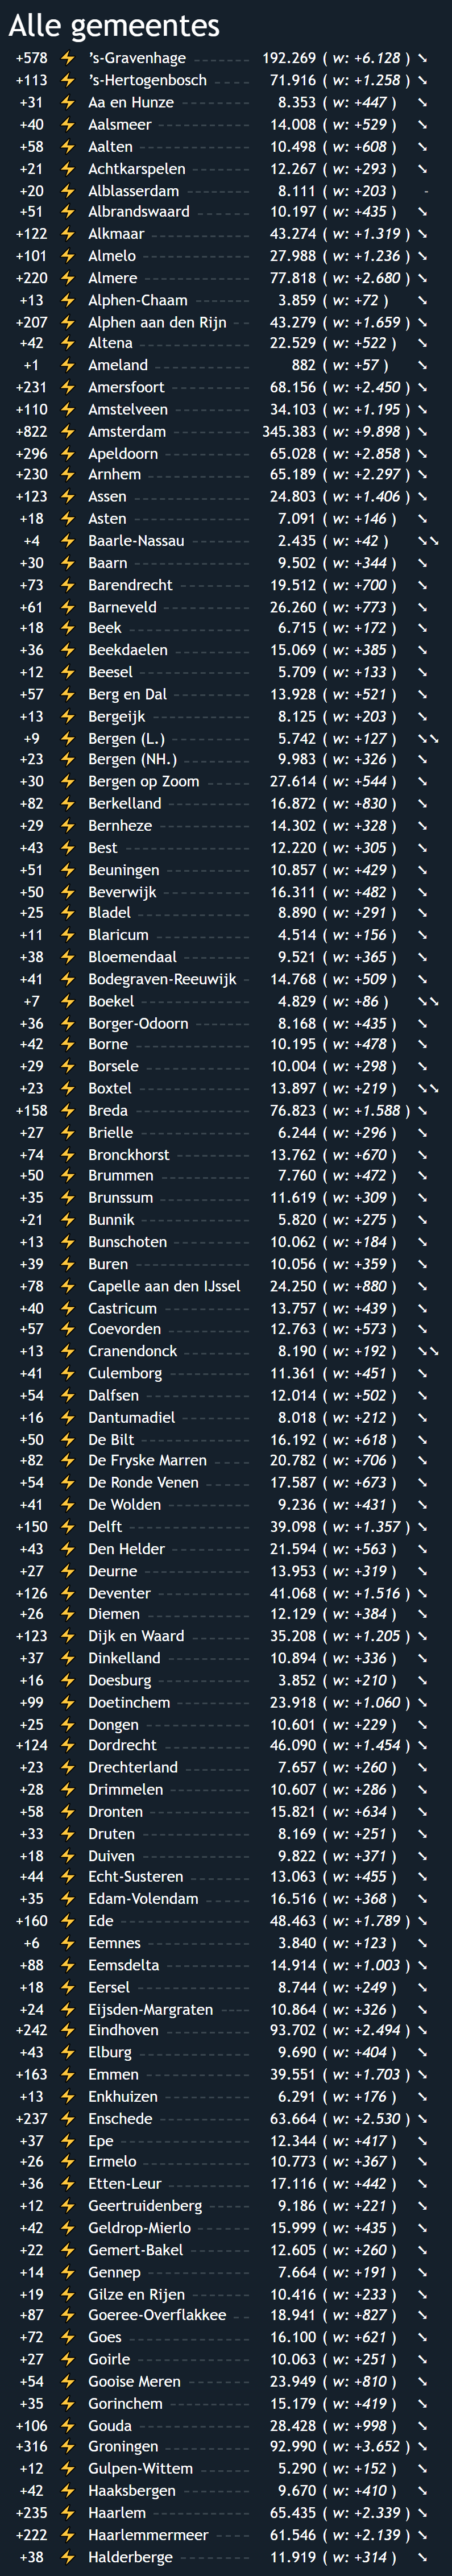 Alle gemeentes
+578 ⚡ ’s-Gravenhage 192.269 ( w: +6.128 ) ➘
+113 ⚡ ’s-Hertogenbosch 71.916 ( w: +1.258 ) ➘
+31 ⚡ Aa en Hunze 8.353 ( w: +447 ) ➘
+40 ⚡ Aalsmeer 14.008 ( w: +529 ) ➘
+58 ⚡ Aalten 10.498 ( w: +608 ) ➘
+21 ⚡ Achtkarspelen 12.267 ( w: +293 ) ➘
+20 ⚡ Alblasserdam 8.111 ( w: +203 ) -
+51 ⚡ Albrandswaard 10.197 ( w: +435 ) ➘
+122 ⚡ Alkmaar 43.274 ( w: +1.319 ) ➘
+101 ⚡ Almelo 27.988 ( w: +1.236 ) ➘
+220 ⚡ Almere 77.818 ( w: +2.680 ) ➘
+13 ⚡ Alphen-Chaam 3.859 ( w: +72 ) ➘
+207 ⚡ Alphen aan den Rijn 43.279 ( w: +1.659 ) ➘
+42 ⚡ Altena 22.529 ( w: +522 ) ➘
+1 ⚡ Ameland 882 ( w: +57 ) ➘
+231 ⚡ Amersfoort 68.156 ( w: +2.450 ) ➘
+110 ⚡ Amstelveen 34.103 ( w: +1.195 ) ➘
+822 ⚡ Amsterdam 345.383 ( w: +9.898 ) ➘
+296 ⚡ Apeldoorn 65.028 ( w: +2.858 ) ➘
+230 ⚡ Arnhem 65.189 ( w: +2.297 ) ➘
+123 ⚡ Assen 24.803 ( w: +1.406 ) ➘
+18 ⚡ Asten 7.091 ( w: +146 ) ➘
+4 ⚡ Baarle-Nassau 2.435 ( w: +42 ) ➘➘
+30 ⚡ Baarn 9.502 ( w: +344 ) ➘
+73 ⚡ Barendrecht 19.512 ( w: +700 ) ➘
+61 ⚡ Barneveld 26.260 ( w: +773 ) ➘
+18 ⚡ Beek 6.715 ( w: +172 ) ➘
+36 ⚡ Beekdaelen 15.069 ( w: +385 ) ➘
+12 ⚡ Beesel 5.709 ( w: +133 ) ➘
+57 ⚡ Berg en Dal 13.928 ( w: +521 ) ➘
+13 ⚡ Bergeijk 8.125 ( w: +203 ) ➘
+9 ⚡ Bergen (L.) 5.742 ( w: +127 ) ➘➘
+23 ⚡ Bergen (NH.) 9.983 ( w: +326 ) ➘
+30 ⚡ Bergen op Zoom 27.614 ( w: +544 ) ➘
+82 ⚡ Berkelland 16.872 ( w: +830 ) ➘
+29 ⚡ Bernheze 14.302 ( w: +328 ) ➘
+43 ⚡ Best 12.220 ( w: +305 ) ➘
+51 ⚡ Beuningen 10.857 ( w: +429 ) ➘
+50 ⚡ Beverwijk 16.311 ( w: +482 ) ➘
+25 ⚡ Bladel 8.890 ( w: +291 ) ➘
+11 ⚡ Blaricum 4.514 ( w: +156 ) ➘
+38 ⚡ Bloemendaal 9.521 ( w: +365 ) ➘
+41 ⚡ Bodegraven-Reeuwijk 14.768 ( w: +509 ) ➘
+7 ⚡ Boekel 4.829 ( w: +86 ) ➘➘
+36 ⚡ Borger-Odoorn 8.168 ( w: +435 ) ➘
+42 ⚡ Borne 10.195 ( w: +478 ) ➘
+29 ⚡ Borsele 10.004 ( w: +298 ) ➘
+23 ⚡ Boxtel 13.897 ( w: +219 ) ➘➘
+158 ⚡ Breda 76.823 ( w: +1.588 ) ➘
+27 ⚡ Brielle 6.244 ( w: +296 ) ➘
+74 ⚡ Bronckhorst 13.762 ( w: +670 ) ➘
+50 ⚡ Brummen 7.760 ( w: +472 ) ➘
+35 ⚡ Brunssum 11.619 ( w: +309 ) ➘
+21 ⚡ Bunnik 5.820 ( w: +275 ) ➘
+13 ⚡ Bunschoten 10.062 ( w: +184 ) ➘
+39 ⚡ Buren 10.056 ( w: +359 ) ➘
+78 ⚡ Capelle aan den IJssel 24.250 ( w: +880 ) ➘
+40 ⚡ Castricum 13.757 ( w: +439 ) ➘
+57 ⚡ Coevorden 12.763 ( w: +573 ) ➘
+13 ⚡ Cranendonck 8.190 ( w: +192 ) ➘➘
+41 ⚡ Culemborg 11.361 ( w: +451 ) ➘
+54 ⚡ Dalfsen 12.014 ( w: +502 ) ➘
+16 ⚡ Dantumadiel 8.018 ( w: +212 ) ➘
+50 ⚡ De Bilt 16.192 ( w: +618 ) ➘
+82 ⚡ De Fryske Marren 20.782 ( w: +706 ) ➘
+54 ⚡ De Ronde Venen 17.587 ( w: +673 ) ➘
+41 ⚡ De Wolden 9.236 ( w: +431 ) ➘
+150 ⚡ Delft 39.098 ( w: +1.357 ) ➘
+43 ⚡ Den Helder 21.594 ( w: +563 ) ➘
+27 ⚡ Deurne 13.953 ( w: +319 ) ➘
+126 ⚡ Deventer 41.068 ( w: +1.516 ) ➘
+26 ⚡ Diemen 12.129 ( w: +384 ) ➘
+123 ⚡ Dijk en Waard 35.208 ( w: +1.205 ) ➘
+37 ⚡ Dinkelland 10.894 ( w: +336 ) ➘
+16 ⚡ Doesburg 3.852 ( w: +210 ) ➘
+99 ⚡ Doetinchem 23.918 ( w: +1.060 ) ➘
+25 ⚡ Dongen 10.601 ( w: +229 ) ➘
+124 ⚡ Dordrecht 46.090 ( w: +1.454 ) ➘
+23 ⚡ Drechterland 7.657 ( w: +260 ) ➘
+28 ⚡ Drimmelen 10.607 ( w: +286 ) ➘
+58 ⚡ Dronten 15.821 ( w: +634 ) ➘
+33 ⚡ Druten 8.169 ( w: +251 ) ➘
+18 ⚡ Duiven 9.822 ( w: +371 ) ➘
+44 ⚡ Echt-Susteren 13.063 ( w: +455 ) ➘
+35 ⚡ Edam-Volendam 16.516 ( w: +368 ) ➘
+160 ⚡ Ede 48.463 ( w: +1.789 ) ➘
+6 ⚡ Eemnes 3.840 ( w: +123 ) ➘
+88 ⚡ Eemsdelta 14.914 ( w: +1.003 ) ➘
+18 ⚡ Eersel 8.744 ( w: +249 ) ➘
+24 ⚡ Eijsden-Margraten 10.864 ( w: +326 ) ➘
+242 ⚡ Eindhoven 93.702 ( w: +2.494 ) ➘
+43 ⚡ Elburg 9.690 ( w: +404 ) ➘
+163 ⚡ Emmen 39.551 ( w: +1.703 ) ➘
+13 ⚡ Enkhuizen 6.291 ( w: +176 ) ➘
+237 ⚡ Enschede 63.664 ( w: +2.530 ) ➘
+37 ⚡ Epe 12.344 ( w: +417 ) ➘
+26 ⚡ Ermelo 10.773 ( w: +367 ) ➘
+36 ⚡ Etten-Leur 17.116 ( w: +442 ) ➘
+12 ⚡ Geertruidenberg 9.186 ( w: +221 ) ➘
+42 ⚡ Geldrop-Mierlo 15.999 ( w: +435 ) ➘
+22 ⚡ Gemert-Bakel 12.605 ( w: +260 ) ➘
+14 ⚡ Gennep 7.664 ( w: +191 ) ➘
+19 ⚡ Gilze en Rijen 10.416 ( w: +233 ) ➘
+87 ⚡ Goeree-Overflakkee 18.941 ( w: +827 ) ➘
+72 ⚡ Goes 16.100 ( w: +621 ) ➘
+27 ⚡ Goirle 10.063 ( w: +251 ) ➘
+54 ⚡ Gooise Meren 23.949 ( w: +810 ) ➘
+35 ⚡ Gorinchem 15.179 ( w: +419 ) ➘
+106 ⚡ Gouda 28.428 ( w: +998 ) ➘
+316 ⚡ Groningen 92.990 ( w: +3.652 ) ➘
+12 ⚡ Gulpen-Wittem 5.290 ( w: +152 ) ➘
+42 ⚡ Haaksbergen 9.670 ( w: +410 ) ➘
+235 ⚡ Haarlem 65.435 ( w: +2.339 ) ➘
+222 ⚡ Haarlemmermeer 61.546 ( w: +2.139 ) ➘
+38 ⚡ Halderberge 11.919 ( w: +314 ) ➘